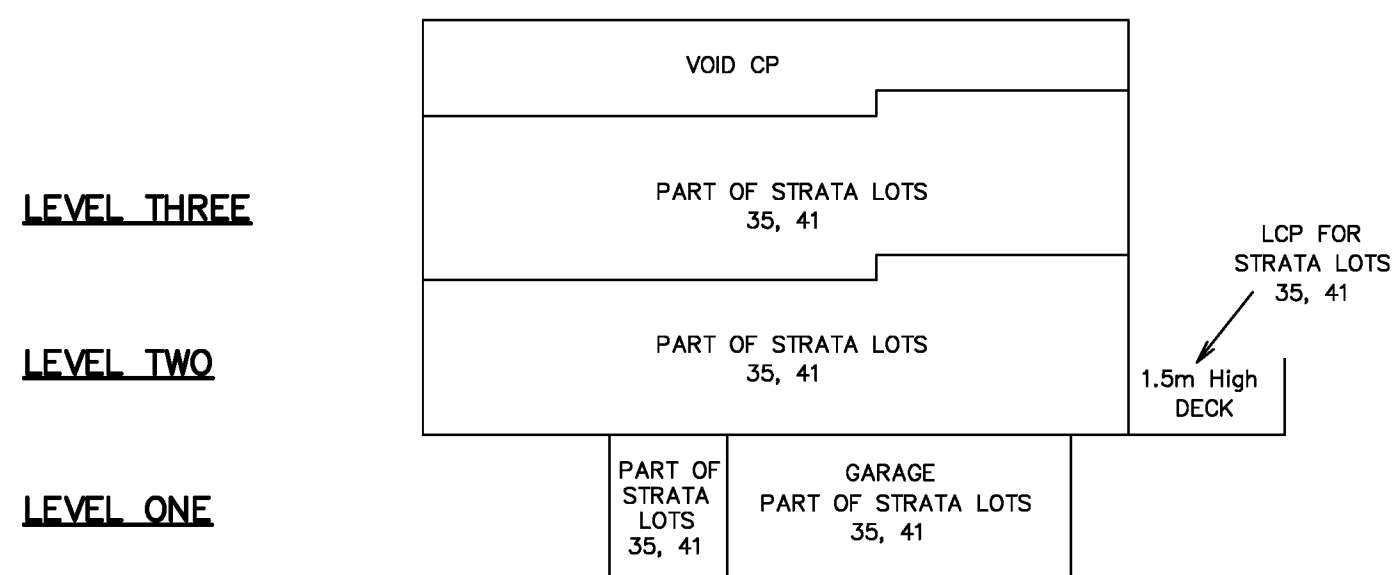 VOID CP
LEVEL THREE
PART OF STRATA LOTS
35, 41
LCP FOR
STRATA LOTS
35, 41
LEVEL TWO
PART OF STRATA LOTS
35, 41
1.5m High
DECK
LEVEL ONE
PART OF
STRATA
LOTS
35, 41
GARAGE
PART OF STRATA LOTS
35, 41